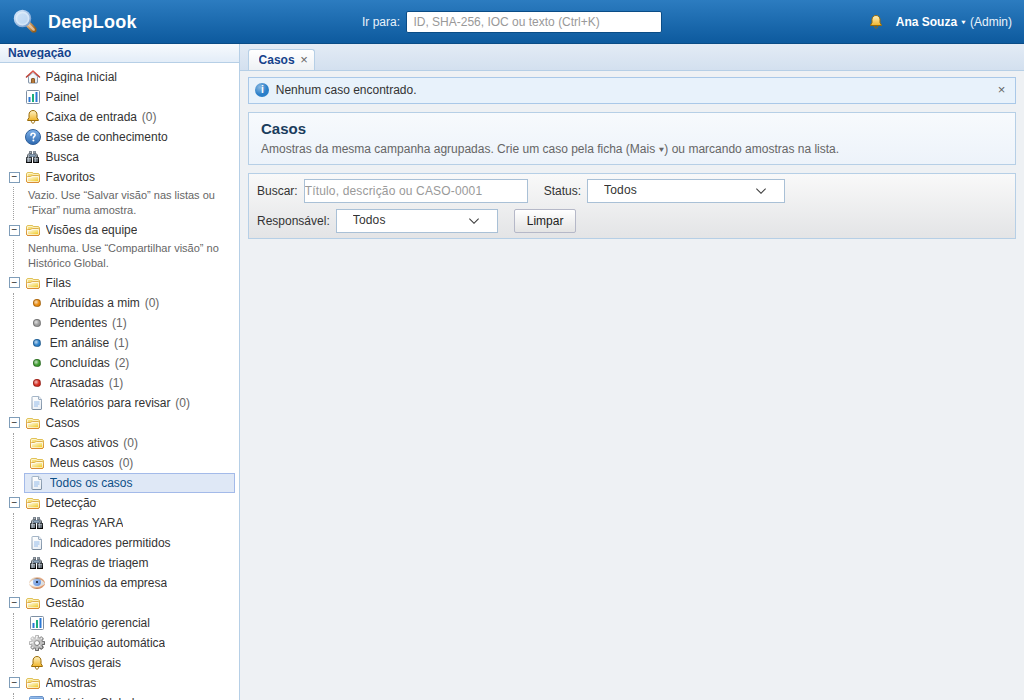 DeepLook
Ir para: ID, SHA-256, IOC ou texto (Ctrl+K)
Ana Souza ▾ (Admin)
Navegação
Página Inicial
Painel
Caixa de entrada (0)
Base de conhecimento
Busca
Favoritos
Vazio. Use “Salvar visão” nas listas ou
“Fixar” numa amostra.
Visões da equipe
Nenhuma. Use “Compartilhar visão” no
Histórico Global.
Filas
Atribuídas a mim (0)
Pendentes (1)
Em análise (1)
Concluídas (2)
Atrasadas (1)
Relatórios para revisar (0)
Casos
Casos ativos (0)
Meus casos (0)
Todos os casos
Detecção
Regras YARA
Indicadores permitidos
Regras de triagem
Domínios da empresa
Gestão
Relatório gerencial
Atribuição automática
Avisos gerais
Amostras
Histórico Global
Casos ×
Nenhum caso encontrado. ×
Casos
Amostras da mesma campanha agrupadas. Crie um caso pela ficha (Mais ▾) ou marcando amostras na lista.
Buscar: Título, descrição ou CASO-0001 Status: Todos
Responsável: Todos Limpar